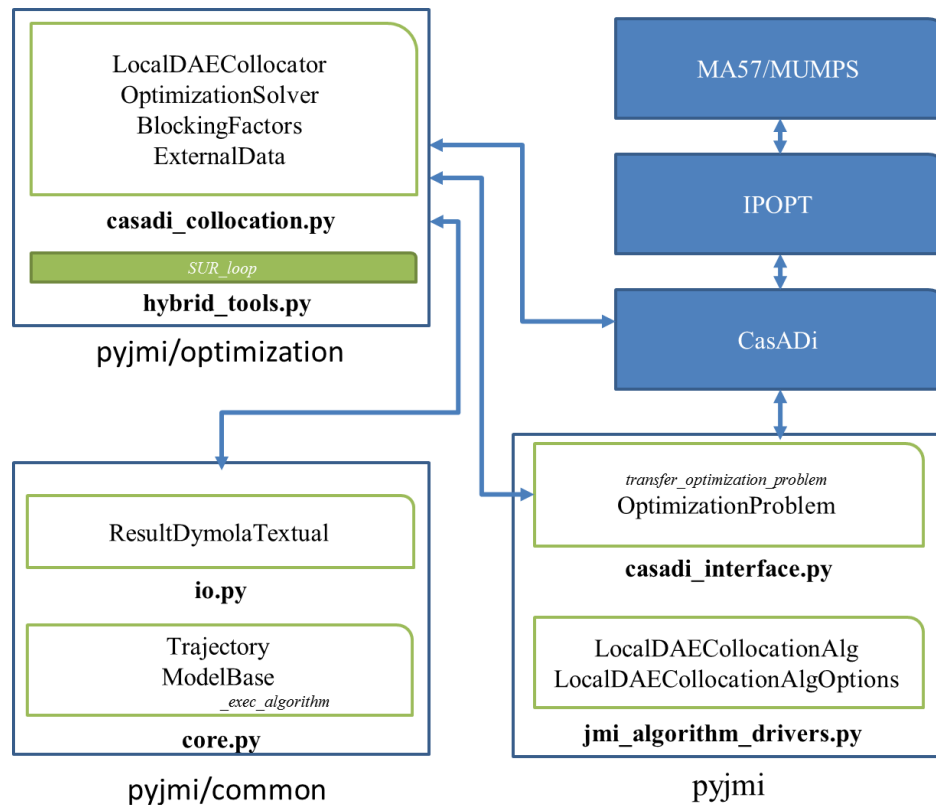 LocalDAECollocator
OptimizationSolver
BlockingFactors
ExternalData
casadi_collocation.py
SUR_loop
hybrid_tools.py
pyjmi/optimization
MA57/MUMPS
IPOPT
CasADi
ResultDymolaTextual
io.py
Trajectory
ModelBase
_exec_algorithm
core.py
pyjmi/common
transfer_optimization_problem
OptimizationProblem
casadi_interface.py
LocalDAECollocationAlg
LocalDAECollocationAlgOptions
jmi_algorithm_drivers.py
pyjmi